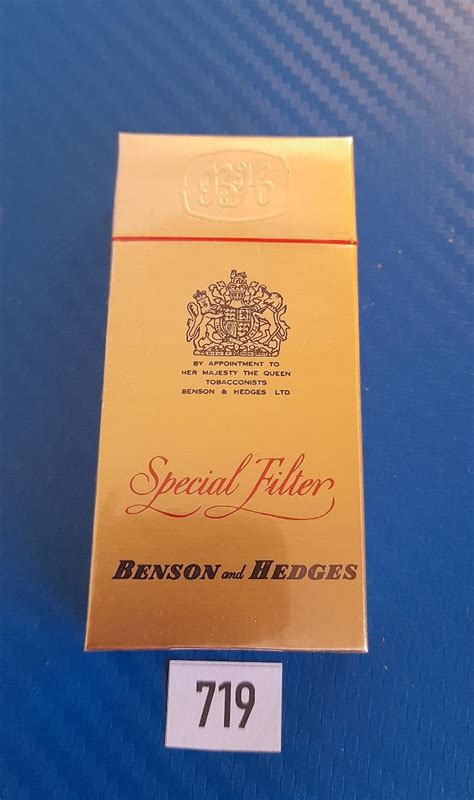 B&H
BY APPOINTMENT TO
HER MAJESTY THE QUEEN
TOBACCONISTS
BENSON & HEDGES LTD
Special Filter
BENSON and HEDGES
719